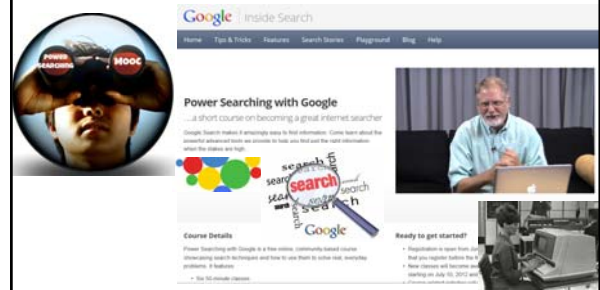 POWER
SEARCHING
MOOC
Google Inside Search
Home Tips & Tricks Features Search Stories Playground Blog Help
Power Searching with Google
...a short course on becoming a great internet searcher
Google Search makes it amazingly easy to find information. Come learn about the
powerful advanced tools we provide to help you find just the right information
when the stakes are high.
search
search
search
and
search
search
search
search
Google
Course Details
Power Searching with Google is a free online, community-based course
showcasing search techniques and how to use them to solve real, everyday
problems. It features:
• Six 50-minute classes
Ready to get started?
• Registration is open from
that you register before the
• New classes will become
starting on July 10, 2012 and